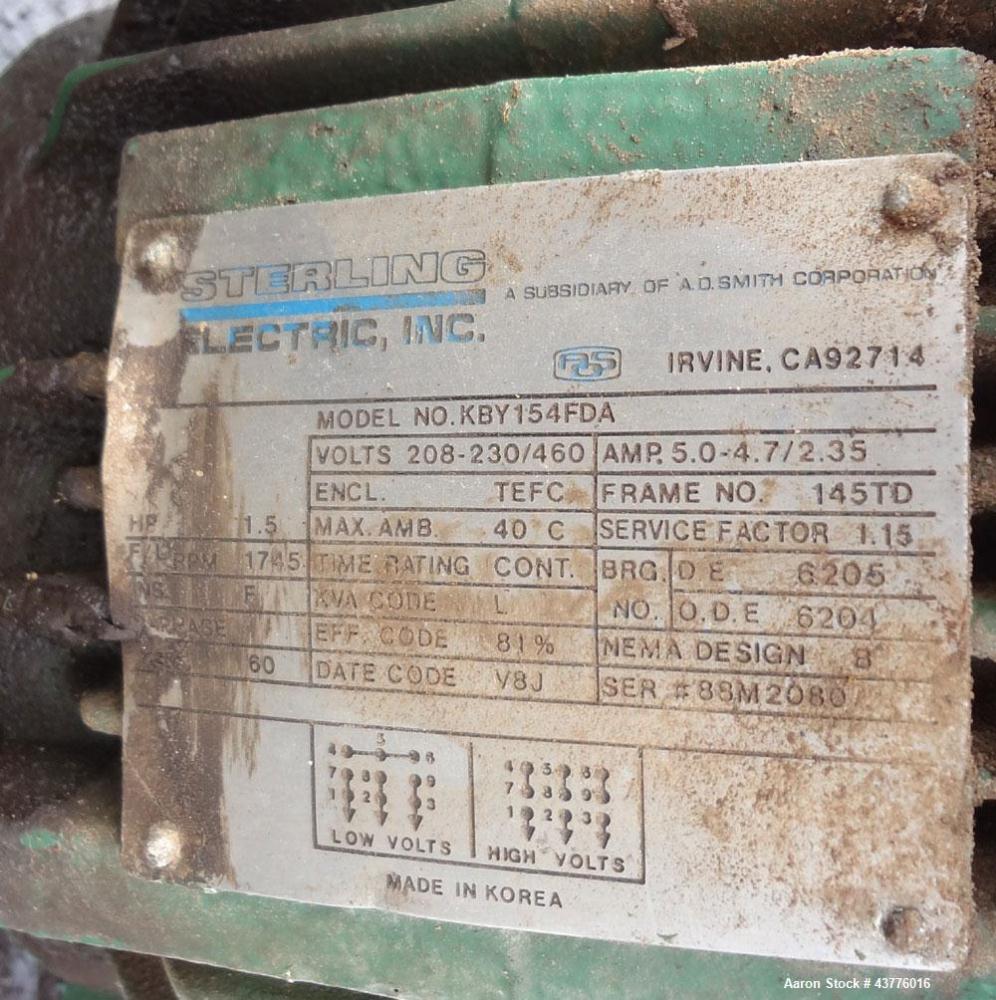 STERLING
ELECTRIC, INC.
A SUBSIDIARY OF A.O.SMITH CORPORATION
IRVINE, CA92714
MODEL NO. KBY154FDA
VOLTS 208-230/460 AMP. 5.0-4.7/2.35
ENCL. TEFC FRAME NO. 145TD
HP 1.5 MAX. AMB. 40 C SERVICE FACTOR 1.15
RPM 1745 TIME RATING CONT. BRG. D E 6205
INS. F KVA CODE L NO. O.D.E 6204
PHASE EFF. CODE 81% NEMA DESIGN B
60 DATE CODE V8J SER # 88M2080
4 5 6
7 8 9
1 2 3
LOW VOLTS
4 5 6
7 8 9
1 2 3
HIGH VOLTS
MADE IN KOREA
Aaron Stock # 43776016